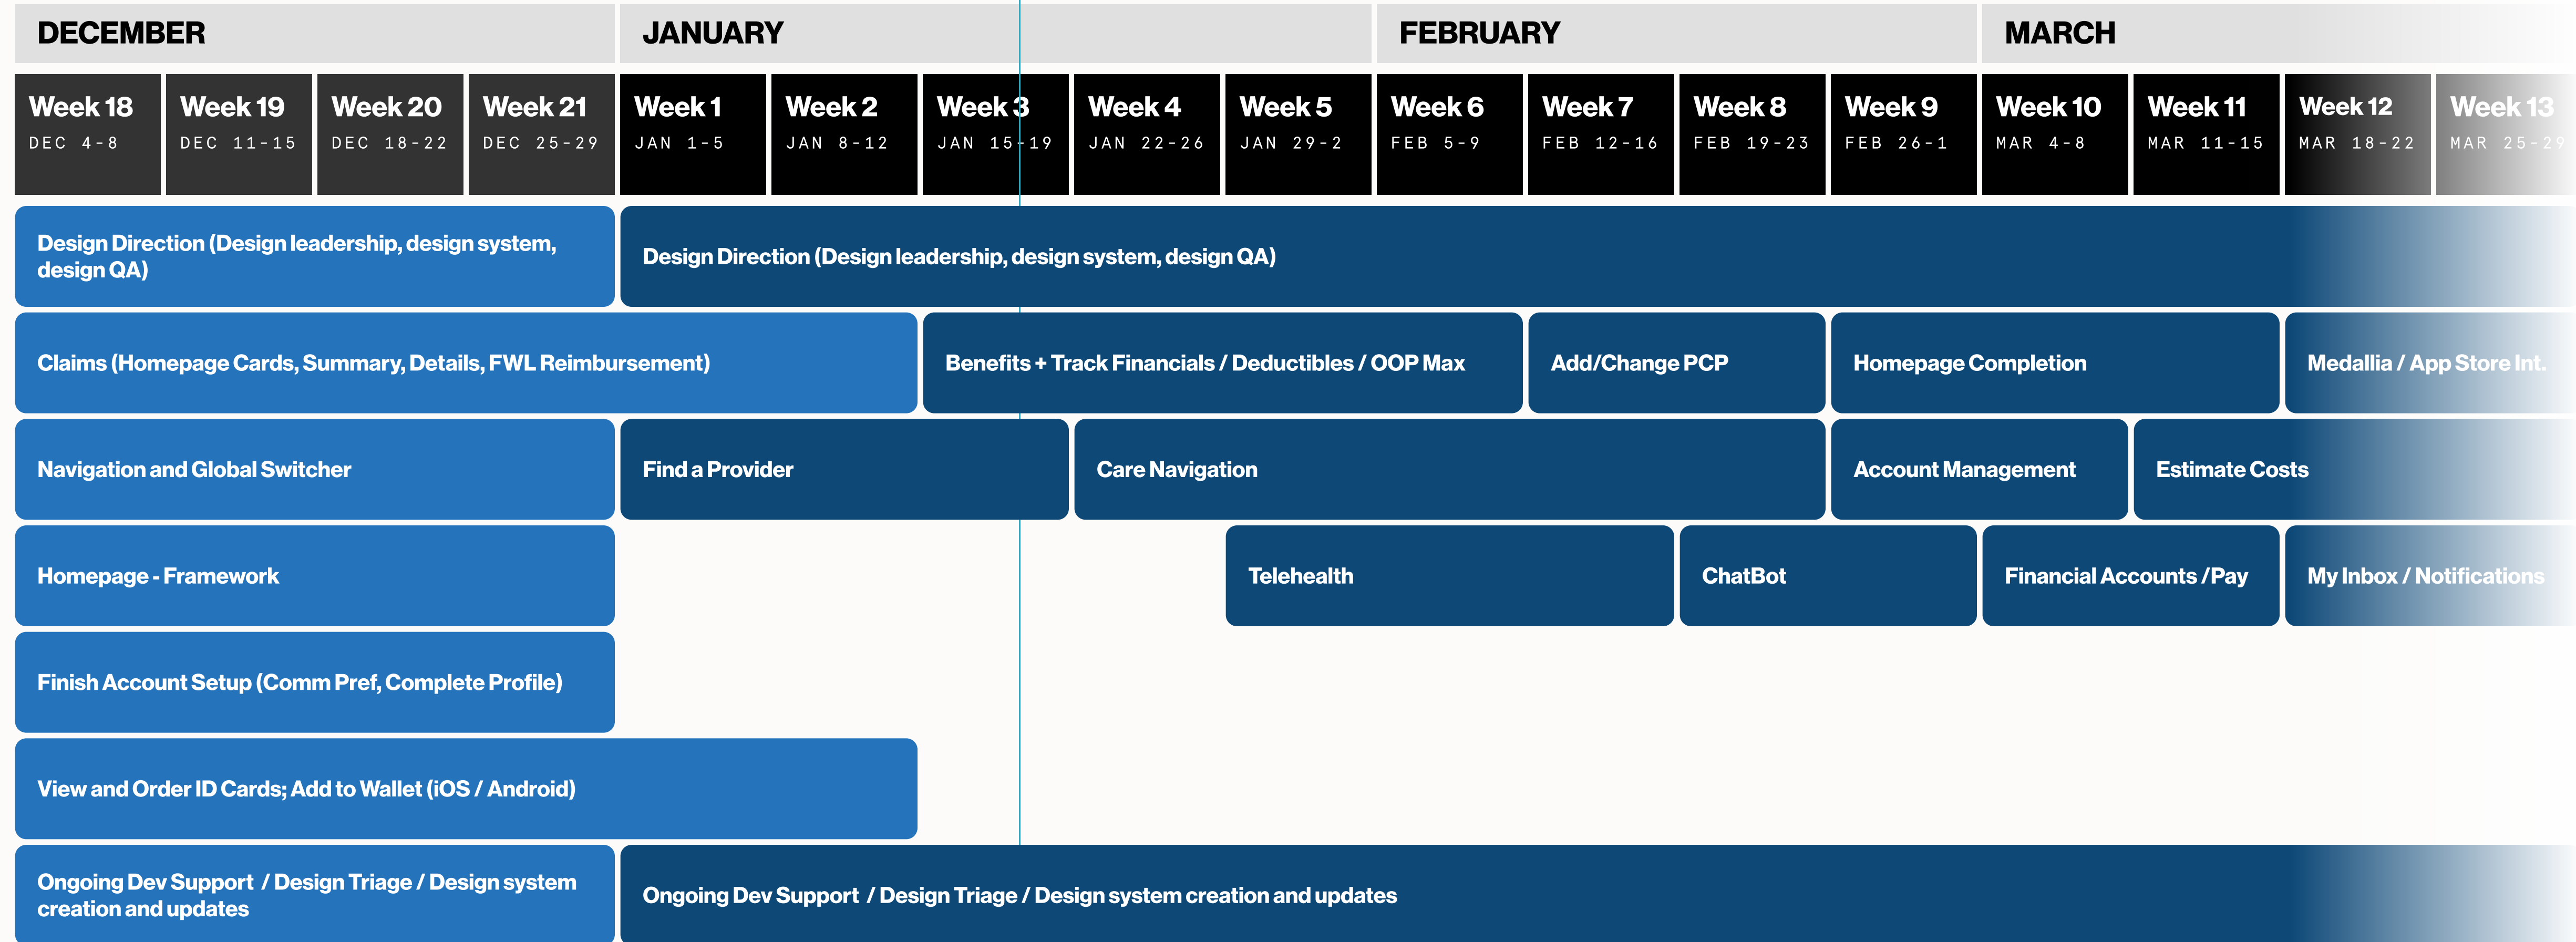 DECEMBER
JANUARY
FEBRUARY
MARCH
Week 18
Week 19
Week 20
Week 21
Week 1
Week 2
Week 3
Week 4
Week 5
Week 6
Week 7
Week 8
Week 9
Week 10
Week 11
Week 12
Week 13
DEC 4-8
DEC 11-15
DEC 18-22
DEC 25-29
JAN 1-5
JAN 8-12
JAN 15-19
JAN 22-26
JAN 29-2
FEB 5-9
FEB 12-16
FEB 19-23
FEB 26-1
MAR 4-8
MAR 11-15
MAR 18-22
MAR 25-29
Design Direction (Design leadership, design system,
design QA)
Design Direction (Design leadership, design system, design QA)
Claims (Homepage Cards, Summary, Details, FWL Reimbursement)
Benefits + Track Financials / Deductibles / OOP Max
Add/Change PCP
Homepage Completion
Medallia / App Store Int.
Navigation and Global Switcher
Find a Provider
Care Navigation
Account Management
Estimate Costs
Homepage - Framework
Telehealth
ChatBot
Financial Accounts /Pay
My Inbox / Notifications
Finish Account Setup (Comm Pref, Complete Profile)
View and Order ID Cards; Add to Wallet (iOS / Android)
Ongoing Dev Support / Design Triage / Design system
creation and updates
Ongoing Dev Support / Design Triage / Design system creation and updates